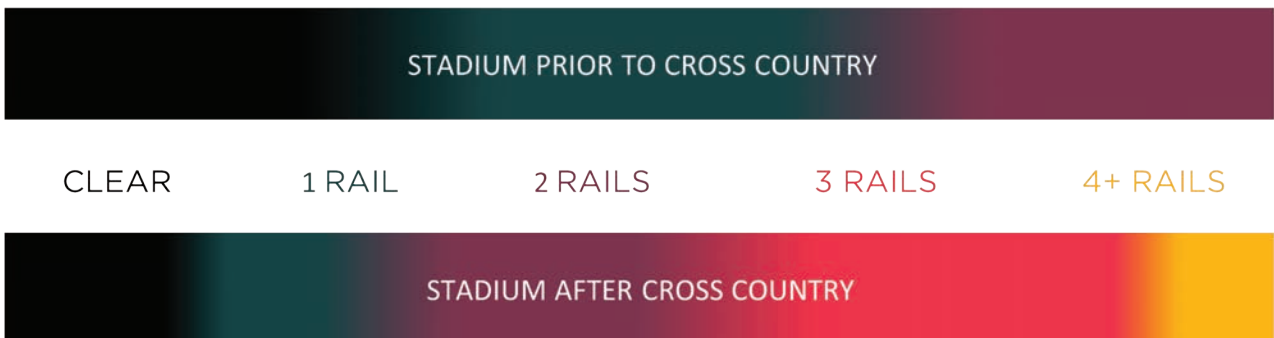 STADIUM PRIOR TO CROSS COUNTRY
CLEAR 1 RAIL 2 RAILS 3 RAILS 4+ RAILS
STADIUM AFTER CROSS COUNTRY